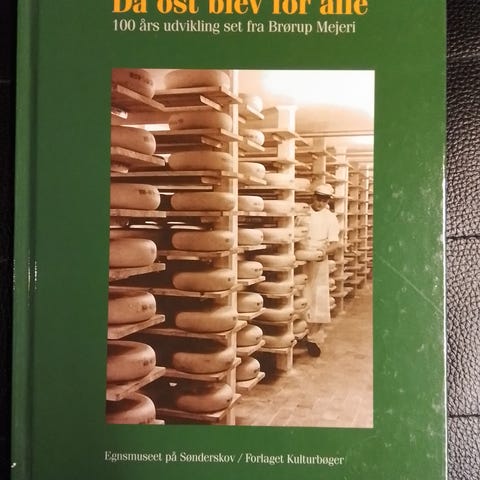 Da ost blev for alle
100 års udvikling set fra Brørup Mejeri
Egnsmuseet på Sønderskov / Forlaget Kulturbøger